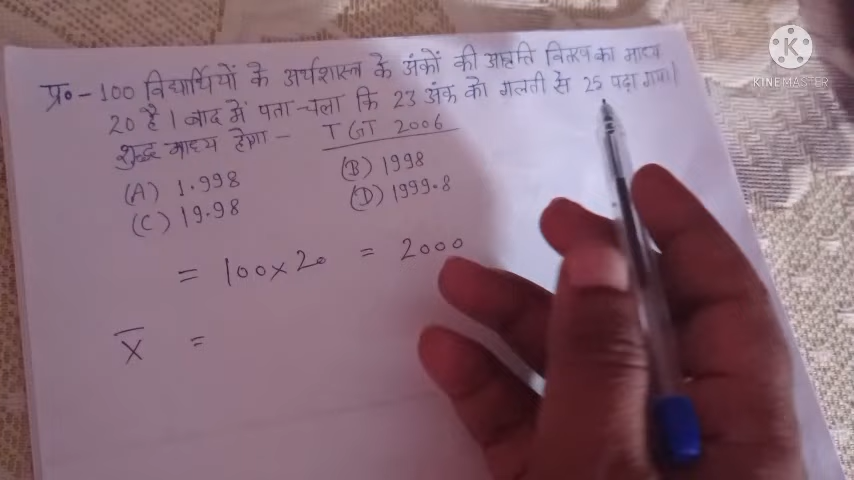 प्र०-100 विद्यार्थियों के अर्थशास्त्र के अंकों की आवृत्ति वितरण का माध्य
20 है। बाद में पता चला कि 23 अंक को गलती से 25 पढ़ा गया।
शुद्ध माध्य होगा- TGT 2006
(A) 1.998 (B) 1998
(C) 19.98 (D) 1999.8
= 100×20 = 2000
X̅ =
K
KINEMASTER